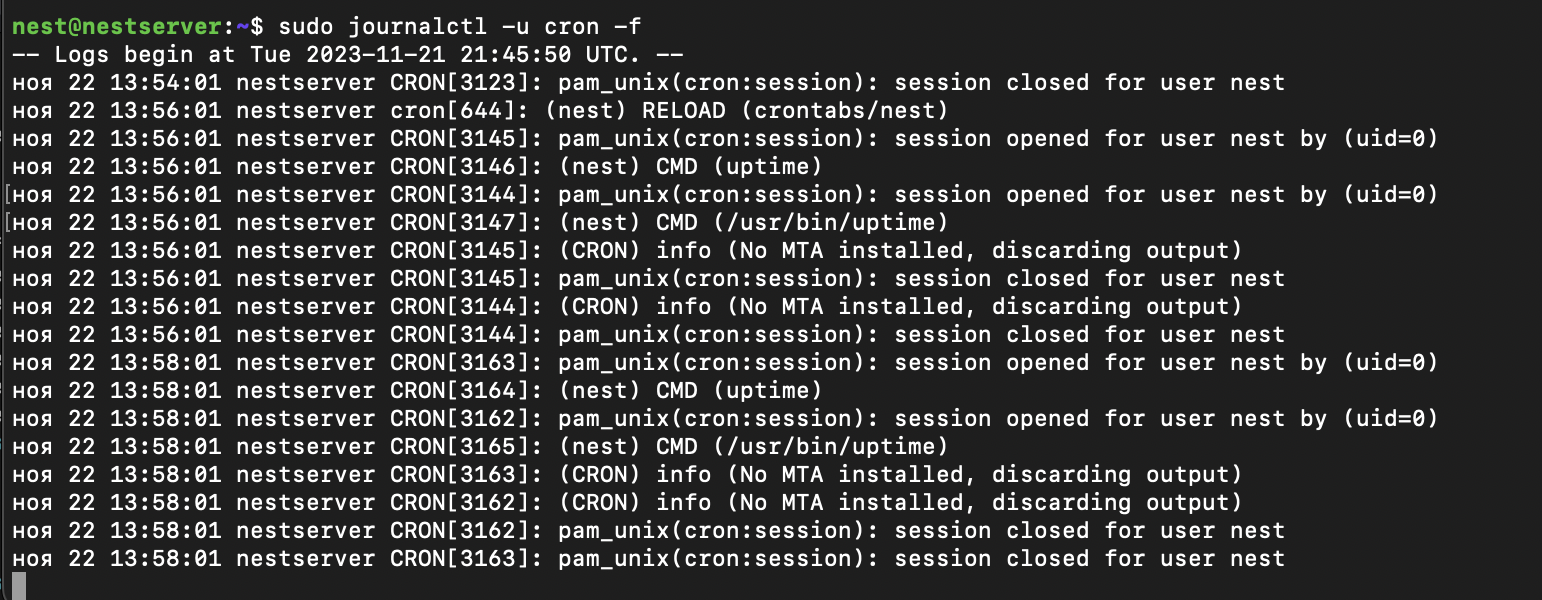 nest@nestserver:~$ sudo journalctl -u cron -f
-- Logs begin at Tue 2023-11-21 21:45:50 UTC. --
ноя 22 13:54:01 nestserver CRON[3123]: pam_unix(cron:session): session closed for user nest
ноя 22 13:56:01 nestserver cron[644]: (nest) RELOAD (crontabs/nest)
ноя 22 13:56:01 nestserver CRON[3145]: pam_unix(cron:session): session opened for user nest by (uid=0)
ноя 22 13:56:01 nestserver CRON[3146]: (nest) CMD (uptime)
[ноя 22 13:56:01 nestserver CRON[3144]: pam_unix(cron:session): session opened for user nest by (uid=0)
[ноя 22 13:56:01 nestserver CRON[3147]: (nest) CMD (/usr/bin/uptime)
ноя 22 13:56:01 nestserver CRON[3145]: (CRON) info (No MTA installed, discarding output)
ноя 22 13:56:01 nestserver CRON[3145]: pam_unix(cron:session): session closed for user nest
ноя 22 13:56:01 nestserver CRON[3144]: (CRON) info (No MTA installed, discarding output)
ноя 22 13:56:01 nestserver CRON[3144]: pam_unix(cron:session): session closed for user nest
ноя 22 13:58:01 nestserver CRON[3163]: pam_unix(cron:session): session opened for user nest by (uid=0)
ноя 22 13:58:01 nestserver CRON[3164]: (nest) CMD (uptime)
ноя 22 13:58:01 nestserver CRON[3162]: pam_unix(cron:session): session opened for user nest by (uid=0)
ноя 22 13:58:01 nestserver CRON[3165]: (nest) CMD (/usr/bin/uptime)
ноя 22 13:58:01 nestserver CRON[3163]: (CRON) info (No MTA installed, discarding output)
ноя 22 13:58:01 nestserver CRON[3162]: (CRON) info (No MTA installed, discarding output)
ноя 22 13:58:01 nestserver CRON[3162]: pam_unix(cron:session): session closed for user nest
ноя 22 13:58:01 nestserver CRON[3163]: pam_unix(cron:session): session closed for user nest